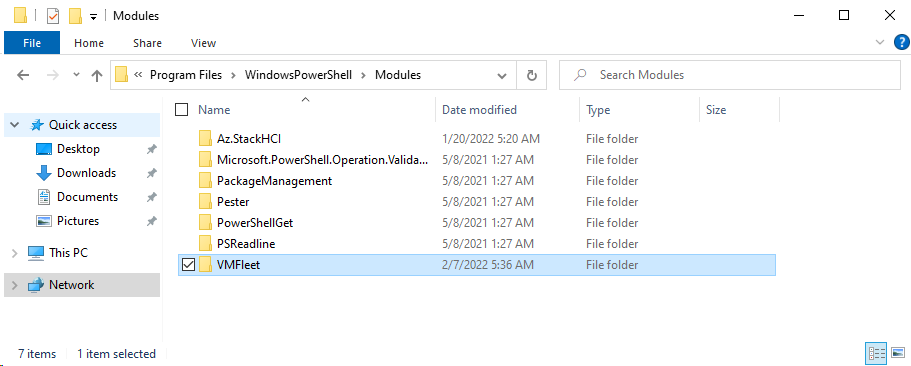 Modules
File Home Share View
« Program Files > WindowsPowerShell > Modules Search Modules
Name Date modified Type Size
Quick access
Desktop
Downloads
Documents
Pictures
This PC
Network
Az.StackHCI 1/20/2022 5:20 AM File folder
Microsoft.PowerShell.Operation.Valida... 5/8/2021 1:27 AM File folder
PackageManagement 5/8/2021 1:27 AM File folder
Pester 5/8/2021 1:27 AM File folder
PowerShellGet 5/8/2021 1:27 AM File folder
PSReadline 5/8/2021 1:27 AM File folder
VMFleet 2/7/2022 5:36 AM File folder
7 items 1 item selected